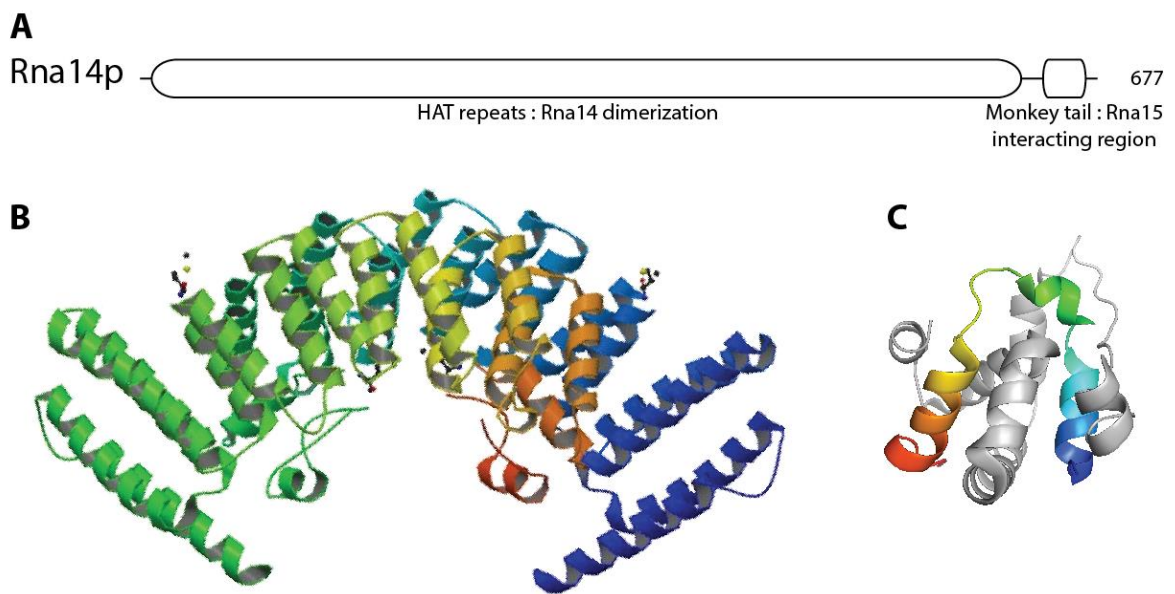 A
Rna14p
677
HAT repeats : Rna14 dimerization
Monkey tail : Rna15
interacting region
B
C